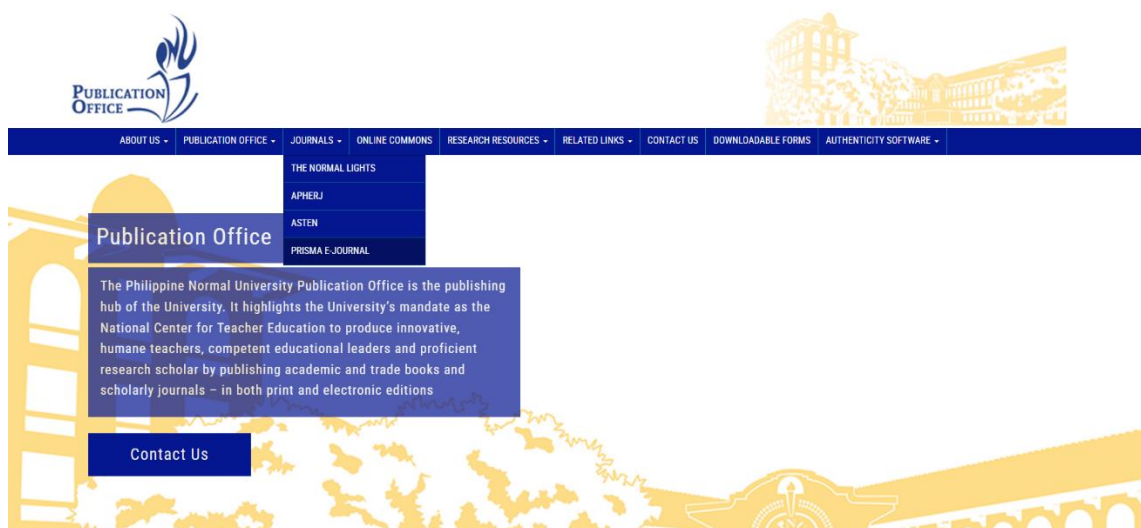 PNU
PUBLICATION
OFFICE
ABOUT US PUBLICATION OFFICE JOURNALS ONLINE COMMONS RESEARCH RESOURCES RELATED LINKS CONTACT US DOWNLOADABLE FORMS AUTHENTICITY SOFTWARE
THE NORMAL LIGHTS
APHERJ
ASTEN
PRISMA E-JOURNAL
Publication Office
The Philippine Normal University Publication Office is the publishing
hub of the University. It highlights the University’s mandate as the
National Center for Teacher Education to produce innovative,
humane teachers, competent educational leaders and proficient
research scholar by publishing academic and trade books and
scholarly journals – in both print and electronic editions
Contact Us